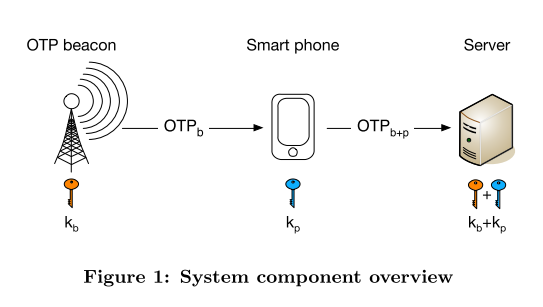 OTP beacon
Smart phone
Server
OTPb
OTPb+p
+
kb
kp
kb+kp
Figure 1: System component overview